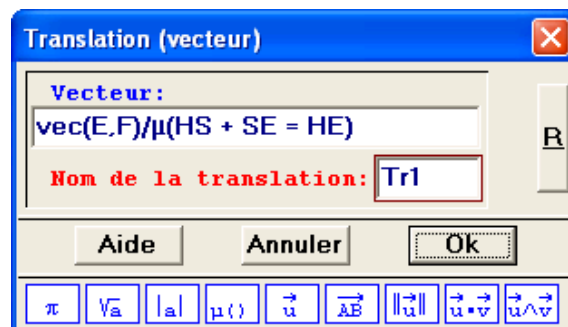 Translation (vecteur)
Vecteur:
vec(E,F)/µ(HS + SE = HE)
R
Nom de la translation: Tr1
Aide Annuler Ok
π √a |a| µ() u⃗ AB⃗ ‖u⃗‖ u⃗▪v⃗ u⃗∧v⃗